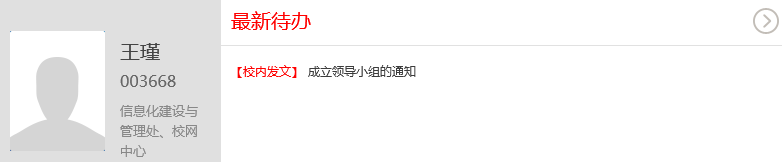 王瑾
003668
信息化建设与
管理处、校网
中心
最新待办
【校内发文】 成立领导小组的通知